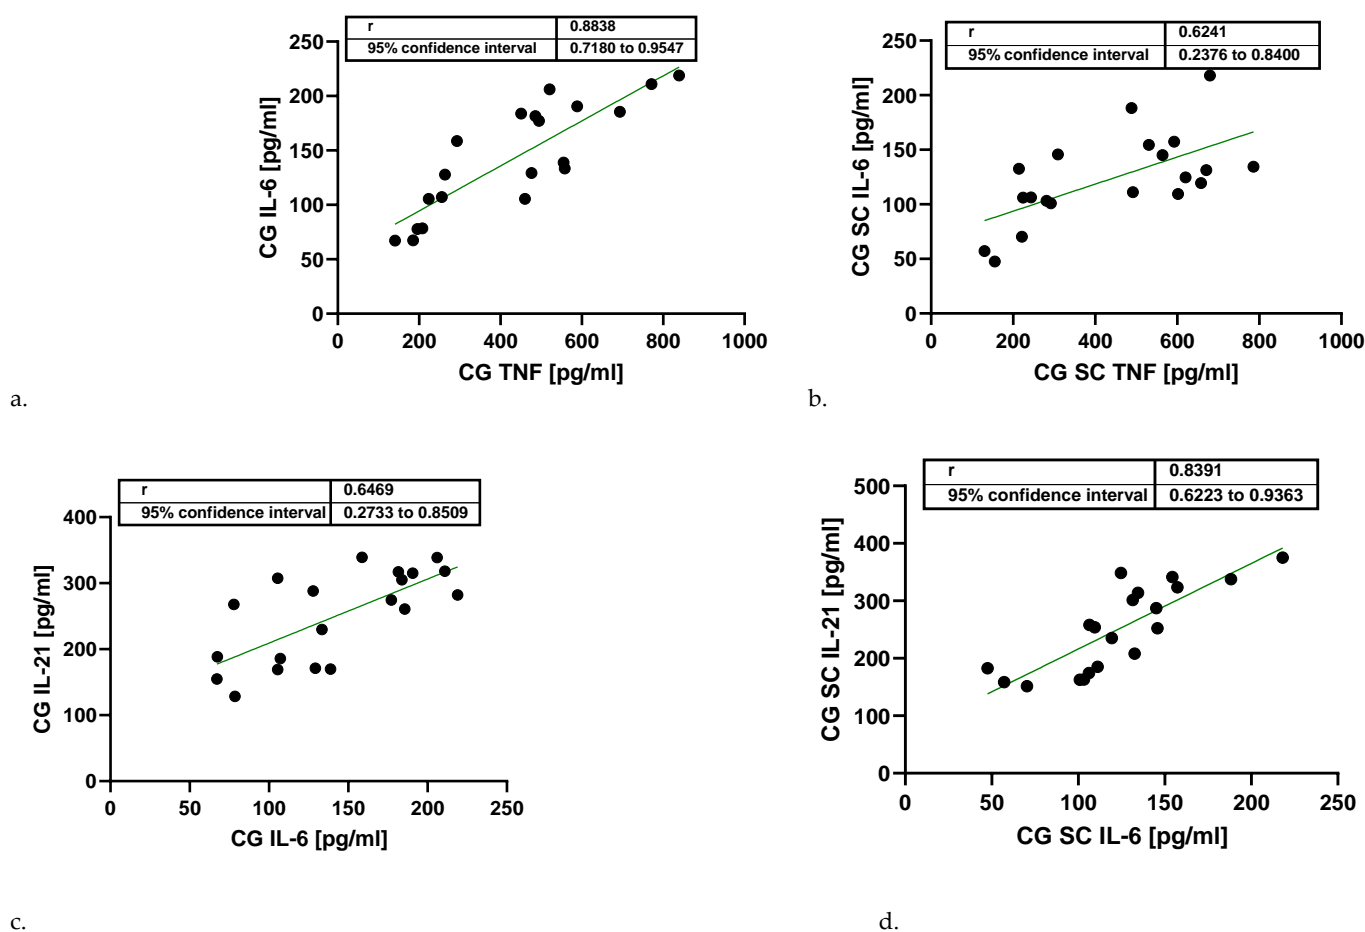 r 0.8838
95% confidence interval 0.7180 to 0.9547
250
200
150
100
50
0
CG IL-6 [pg/ml]
0 200 400 600 800 1000
CG TNF [pg/ml]
a.
r 0.6241
95% confidence interval 0.2376 to 0.8400
250
200
150
100
50
0
CG SC IL-6 [pg/ml]
0 200 400 600 800 1000
CG SC TNF [pg/ml]
b.
r 0.6469
95% confidence interval 0.2733 to 0.8509
400
300
200
100
0
CG IL-21 [pg/ml]
0 50 100 150 200 250
CG IL-6 [pg/ml]
c.
r 0.8391
95% confidence interval 0.6223 to 0.9363
500
400
300
200
100
0
CG SC IL-21 [pg/ml]
0 50 100 150 200 250
CG SC IL-6 [pg/ml]
d.